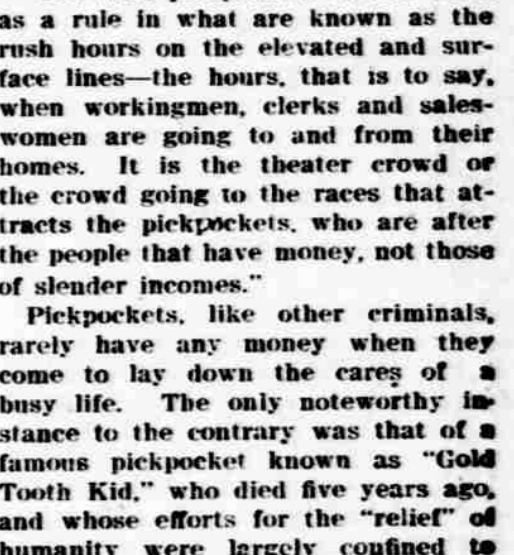 as a rule in what are known as the
rush hours on the elevated and sur-
face lines—the hours, that is to say,
when workingmen, clerks and sales-
women are going to and from their
homes. It is the theater crowd or
the crowd going to the races that at-
tracts the pickpockets, who are after
the people that have money, not those
of slender incomes."
Pickpockets, like other criminals,
rarely have any money when they
come to lay down the cares of a
busy life. The only noteworthy in-
stance to the contrary was that of a
famous pickpocket known as "Gold
Tooth Kid," who died five years ago,
and whose efforts for the "relief" of
humanity were largely confined to